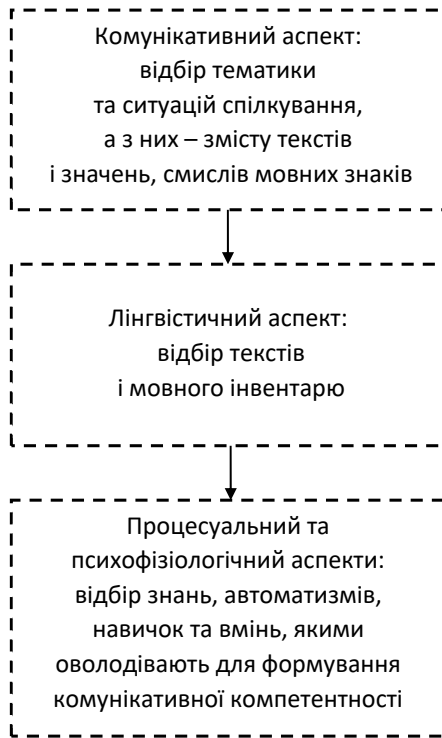 Комунікативний аспект:
відбір тематики
та ситуацій спілкування,
а з них – змісту текстів
і значень, смислів мовних знаків
Лінгвістичний аспект:
відбір текстів
і мовного інвентарю
Процесуальний та
психофізіологічний аспекти:
відбір знань, автоматизмів,
навичок та вмінь, якими
оволодівають для формування
комунікативної компетентності